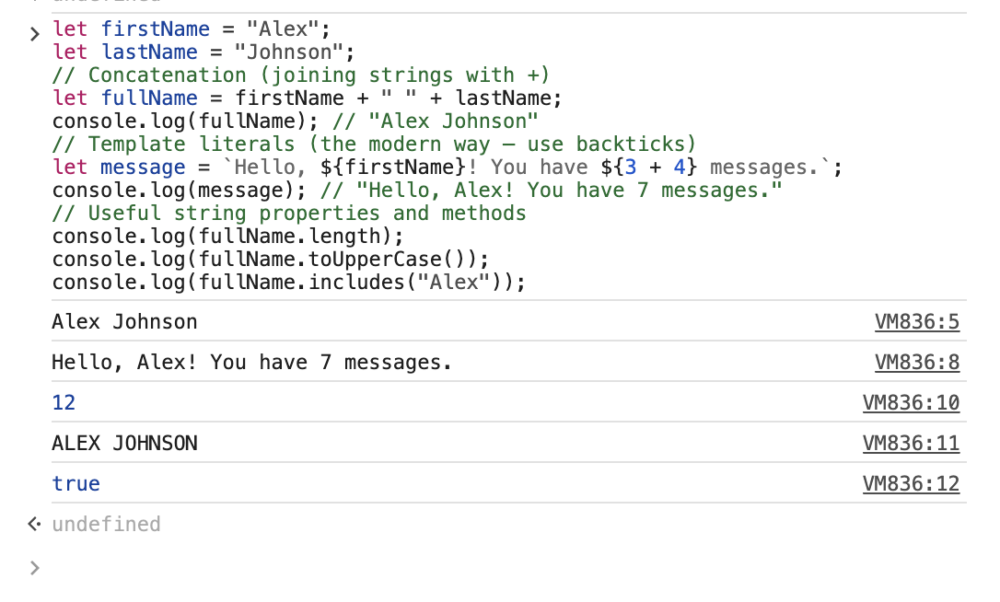 undefined
let firstName = "Alex";
let lastName = "Johnson";
// Concatenation (joining strings with +)
let fullName = firstName + " " + lastName;
console.log(fullName); // "Alex Johnson"
// Template literals (the modern way — use backticks)
let message = `Hello, ${firstName}! You have ${3 + 4} messages.`;
console.log(message); // "Hello, Alex! You have 7 messages."
// Useful string properties and methods
console.log(fullName.length);
console.log(fullName.toUpperCase());
console.log(fullName.includes("Alex"));
Alex Johnson VM836:5
Hello, Alex! You have 7 messages. VM836:8
12 VM836:10
ALEX JOHNSON VM836:11
true VM836:12
undefined